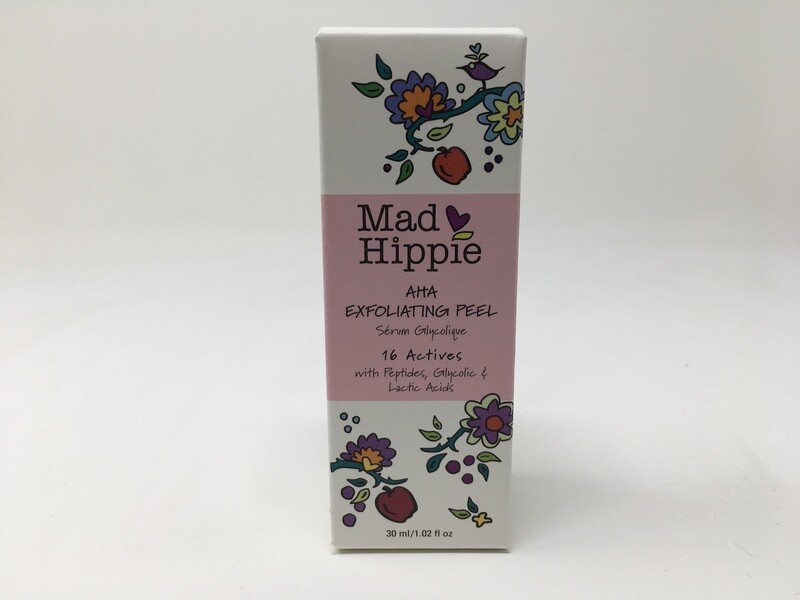 Mad
Hippie
AHA
EXFOLIATING PEEL
Sérum Glycolique
16 Actives
with Peptides, Glycolic &
Lactic Acids
30 ml/1.02 fl oz